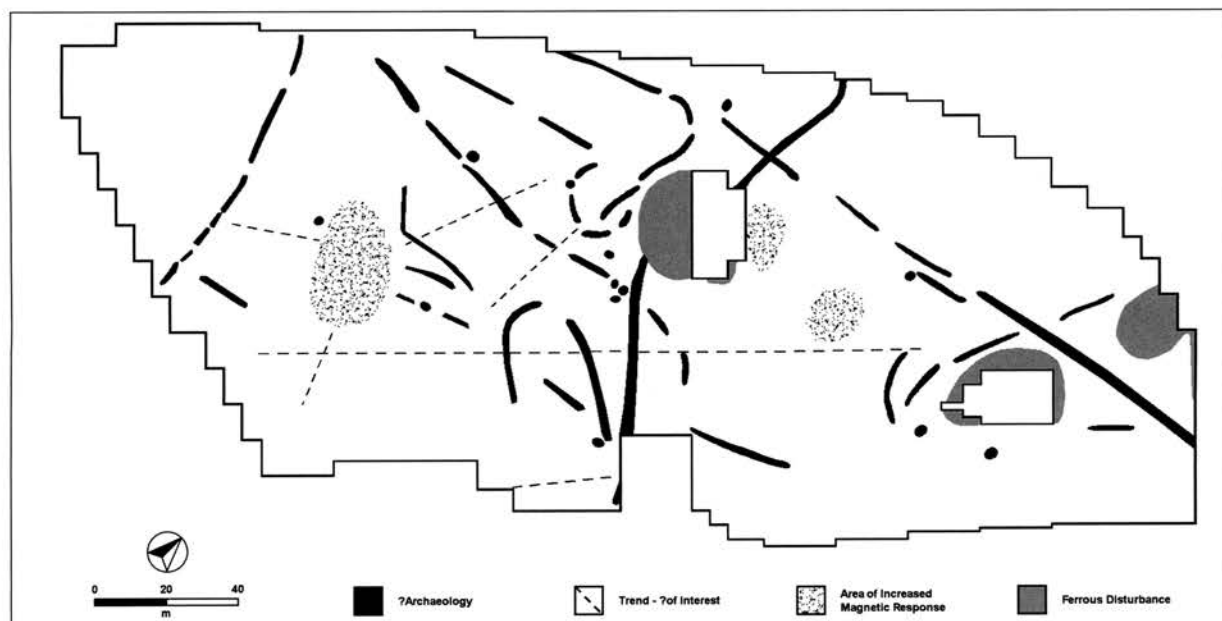 0 20 40
m
?Archaeology
Trend - ?of Interest
Area of Increased
Magnetic Response
Ferrous Disturbance